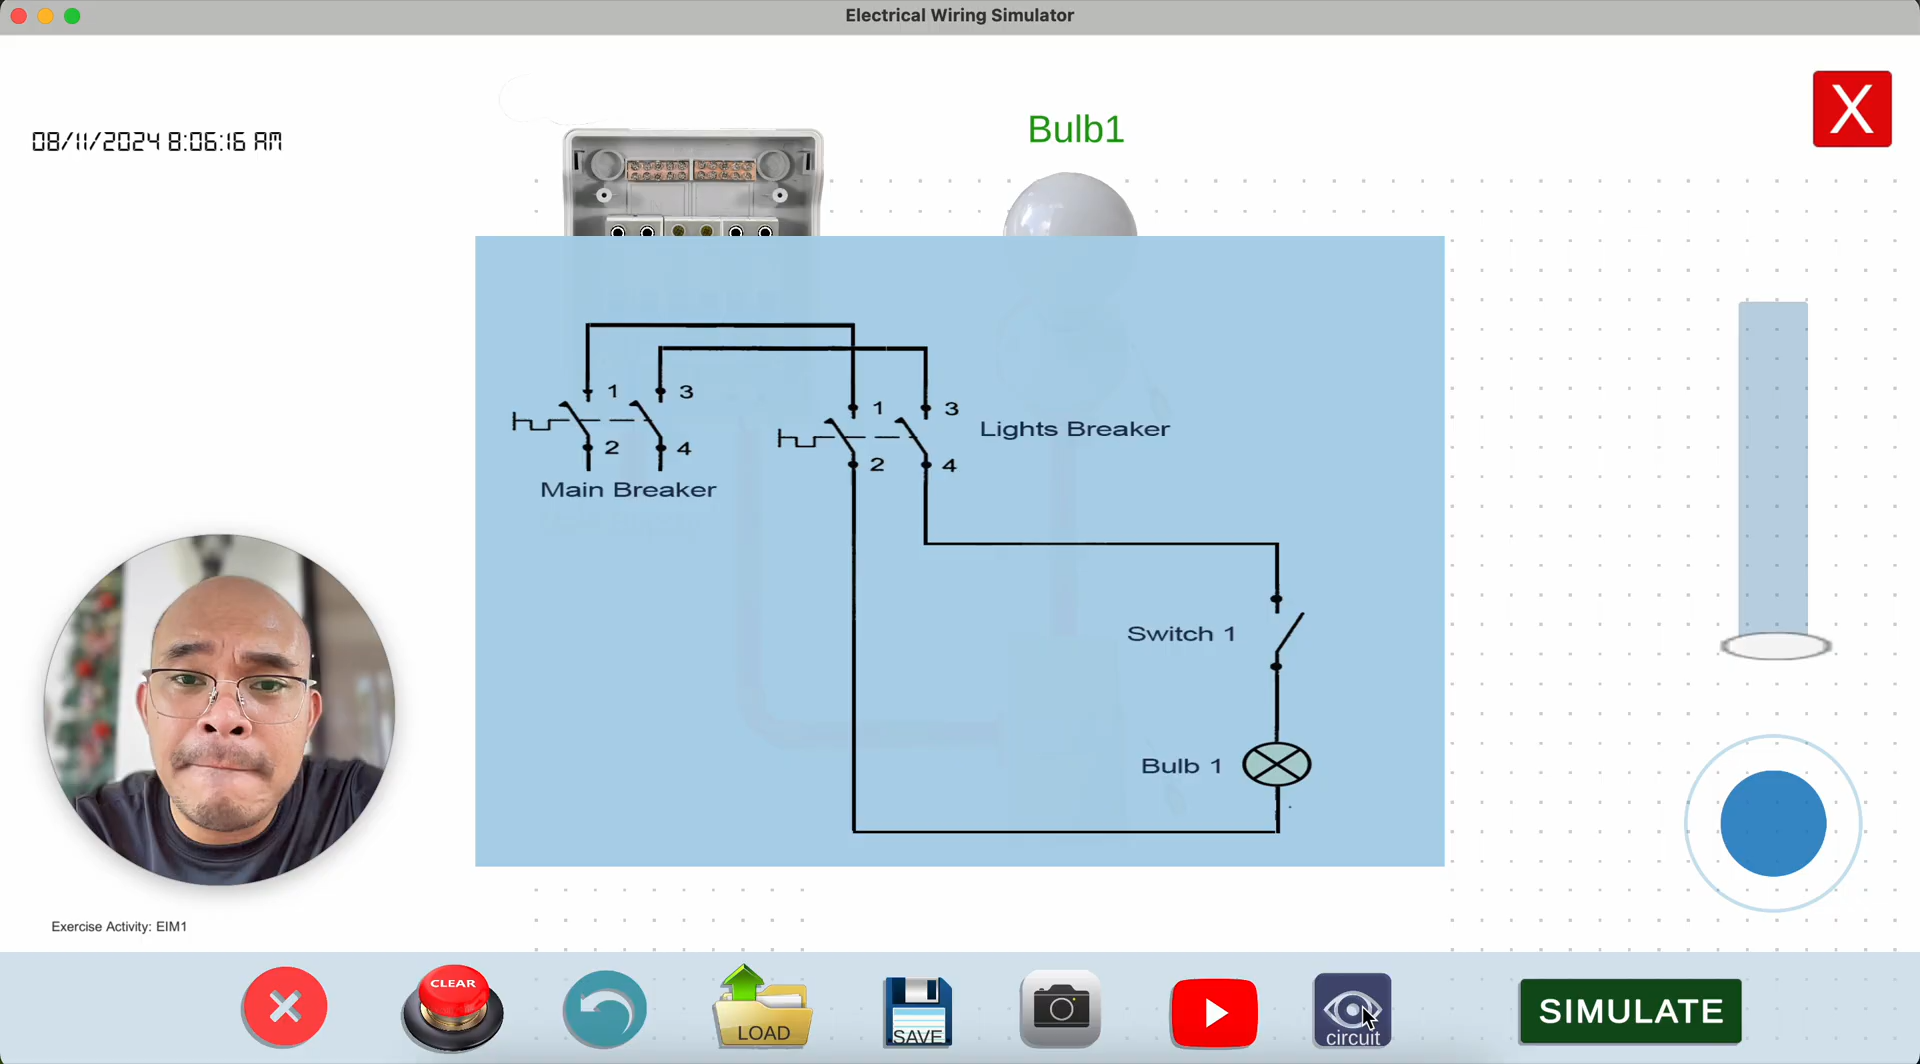 Electrical Wiring Simulator
08/11/2024 8:06:16 AM
Bulb1
X
1
3
1
3
Lights Breaker
2
4
2
4
Main Breaker
Switch 1
Bulb 1
Exercise Activity: EIM1
CLEAR
LOAD
SAVE
circuit
SIMULATE